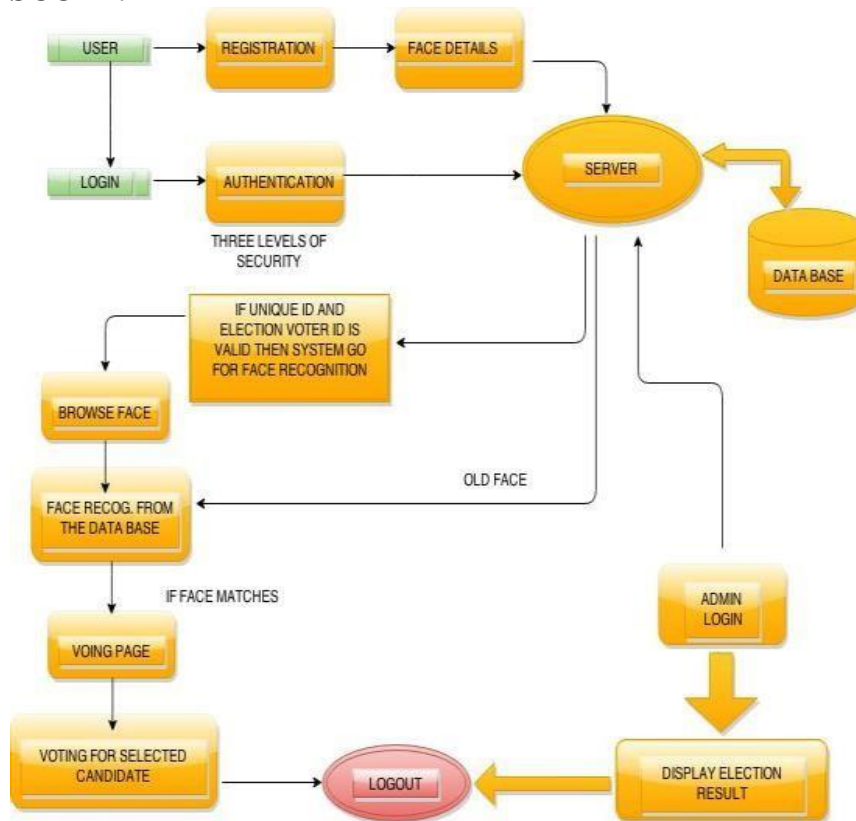 USER
REGISTRATION
FACE DETAILS
LOGIN
AUTHENTICATION
SERVER
THREE LEVELS OF
SECURITY
DATA BASE
IF UNIQUE ID AND
ELECTION VOTER ID IS
VALID THEN SYSTEM GO
FOR FACE RECOGNITION
BROWSE FACE
OLD FACE
FACE RECOG. FROM
THE DATA BASE
IF FACE MATCHES
ADMIN
LOGIN
VOING PAGE
VOTING FOR SELECTED
CANDIDATE
LOGOUT
DISPLAY ELECTION
RESULT